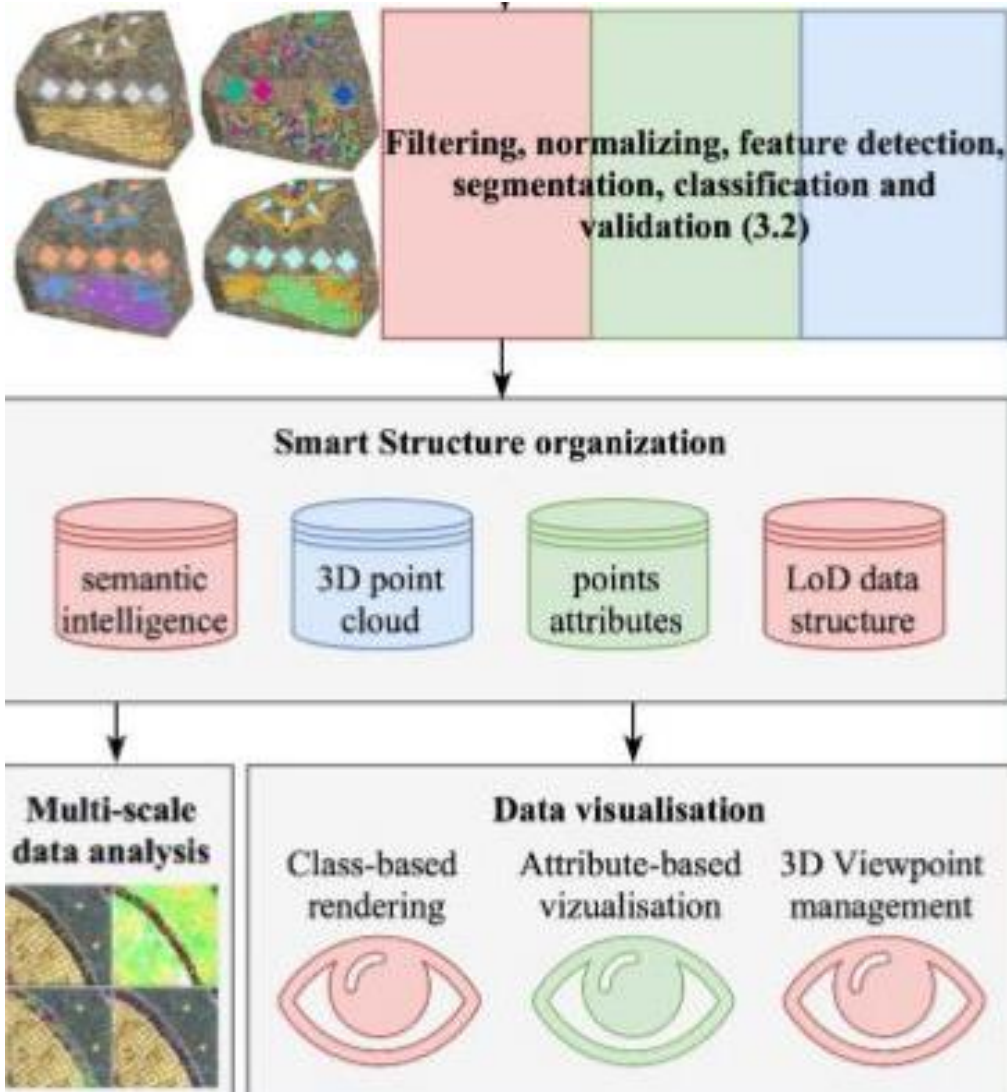 Filtering, normalizing, feature detection,
segmentation, classification and
validation (3.2)
Smart Structure organization
semantic
intelligence
3D point
cloud
points
attributes
LoD data
structure
Multi-scale
data analysis
Data visualisation
Class-based
rendering
Attribute-based
vizualisation
3D Viewpoint
management